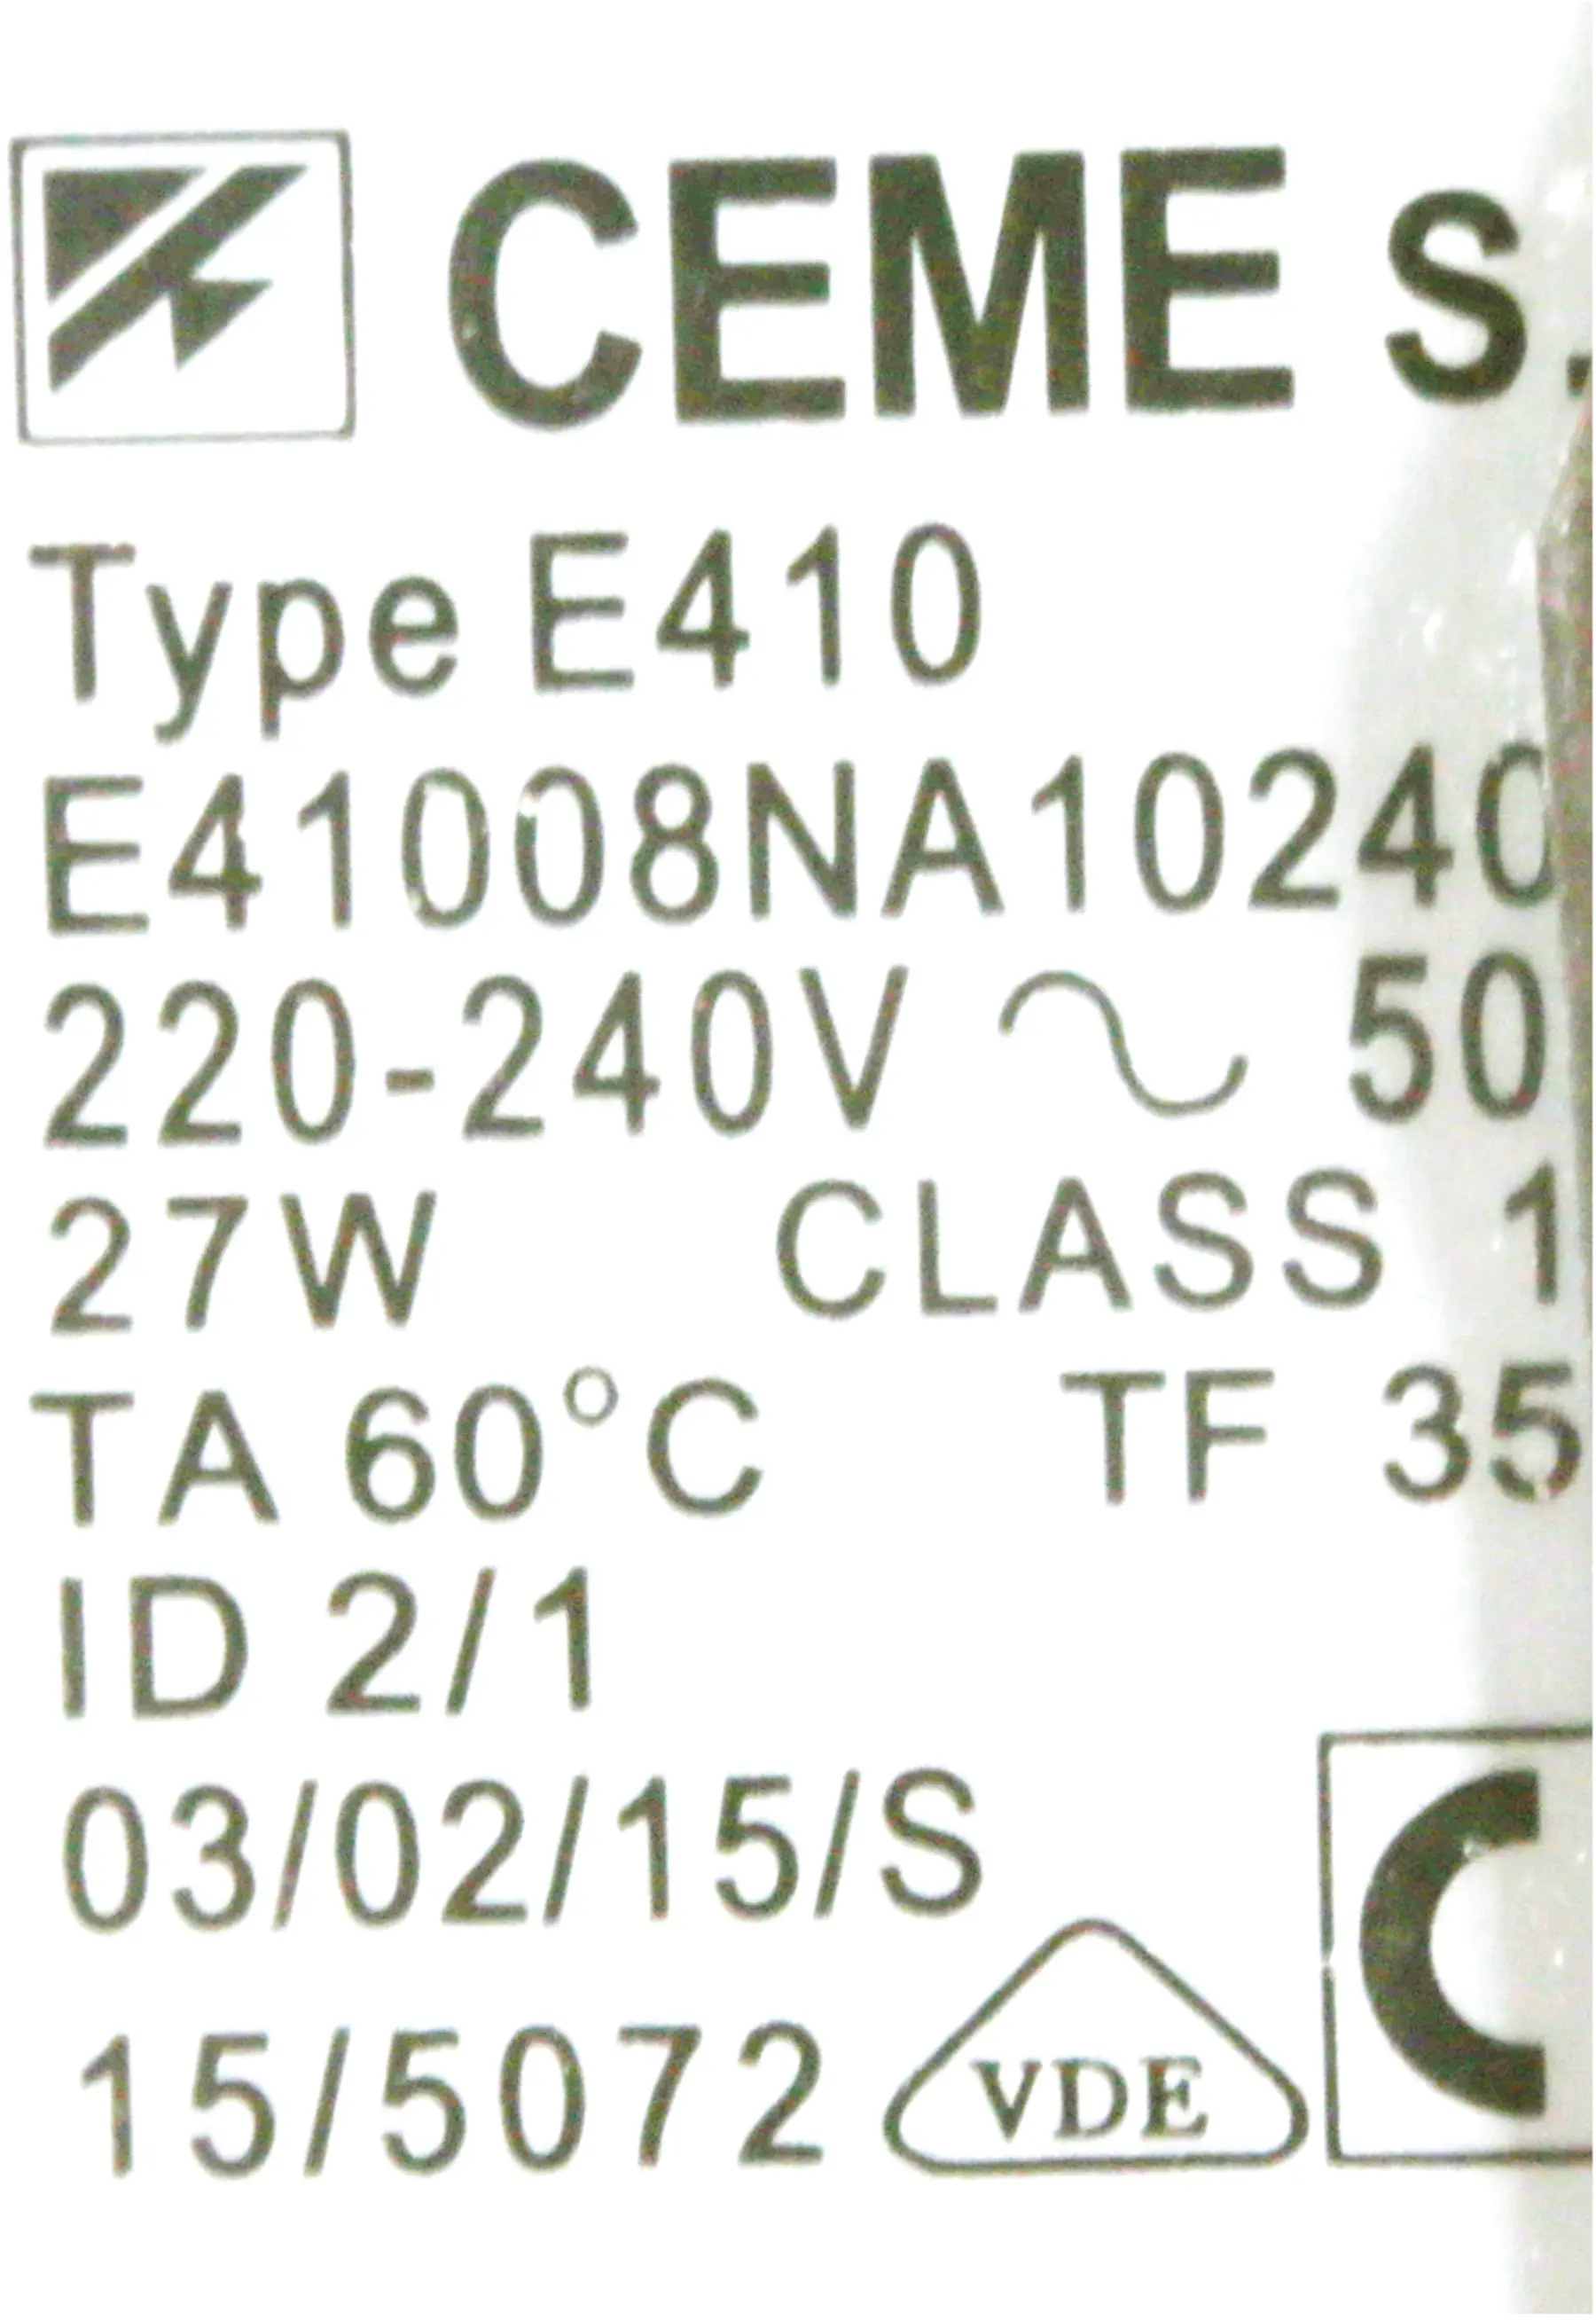 CEME S.
Type E410
E41008NA10240
220-240V ~ 50
27W CLASS 1
TA 60°C TF 35
ID 2/1
03/02/15/S
15/5072 VDE C